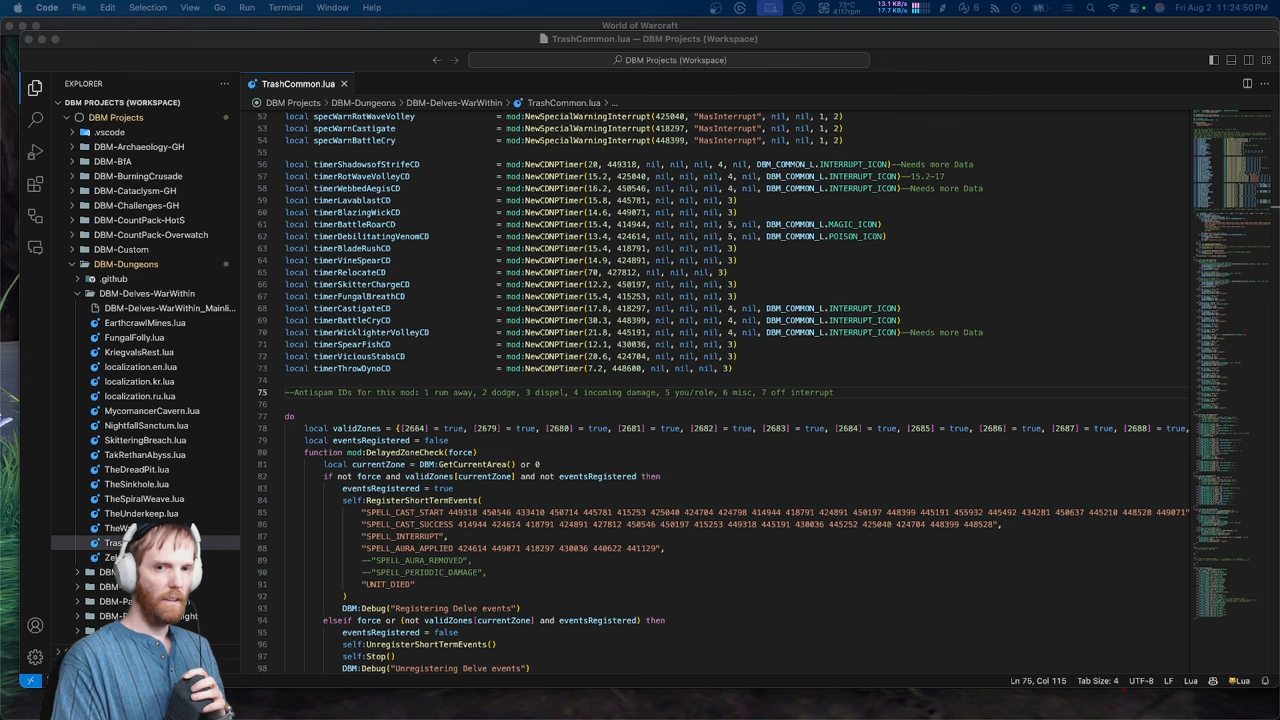 Code File Edit Selection View Go Run Terminal Window Help 73°C 4177rpm 13.1 KB/s 17.7 KB/s 6 Fri Aug 2 11:24:50 PM
World of Warcraft
TrashCommon.lua — DBM Projects (Workspace)
DBM Projects (Workspace)
EXPLORER
TrashCommon.lua
DBM PROJECTS (WORKSPACE)
DBM Projects > DBM-Dungeons > DBM-Delves-WarWithin > TrashCommon.lua > ...
DBM Projects
.vscode
DBM-Archaeology-GH
DBM-BfA
DBM-BurningCrusade
DBM-Cataclysm-GH
DBM-Challenges-GH
DBM-CountPack-HotS
DBM-CountPack-Overwatch
DBM-Custom
DBM-Dungeons
.github
DBM-Delves-WarWithin
DBM-Delves-WarWithin_Mainli...
EarthcrawlMines.lua
FungalFolly.lua
KriegvalsRest.lua
localization.en.lua
localization.kr.lua
localization.ru.lua
MycomancerCavern.lua
NightfallSanctum.lua
SkitteringBreach.lua
TakRethanAbyss.lua
TheDreadPit.lua
TheSinkhole.lua
TheSpiralWeave.lua
TheUnderkeep.lua
52 local specWarnRotWaveVolley = mod:NewSpecialWarningInterrupt(425040, "HasInterrupt", nil, nil, 1, 2)
53 local specWarnCastigate = mod:NewSpecialWarningInterrupt(418297, "HasInterrupt", nil, nil, 1, 2)
54 local specWarnBattleCry = mod:NewSpecialWarningInterrupt(448399, "HasInterrupt", nil, nil, 1, 2)
55
56 local timerShadowsofStrifeCD = mod:NewCDNPTimer(20, 449318, nil, nil, nil, 4, nil, DBM_COMMON_L.INTERRUPT_ICON)--Needs more Data
57 local timerRotWaveVolleyCD = mod:NewCDNPTimer(15.2, 425040, nil, nil, nil, 4, nil, DBM_COMMON_L.INTERRUPT_ICON)--15.2-17
58 local timerWebbedAegisCD = mod:NewCDNPTimer(16.2, 450546, nil, nil, nil, 4, nil, DBM_COMMON_L.INTERRUPT_ICON)--Needs more Data
59 local timerLavablastCD = mod:NewCDNPTimer(15.8, 445781, nil, nil, nil, 3)
60 local timerBlazingWickCD = mod:NewCDNPTimer(14.6, 449071, nil, nil, nil, 3)
61 local timerBattleRoarCD = mod:NewCDNPTimer(15.4, 414944, nil, nil, nil, 5, nil, DBM_COMMON_L.MAGIC_ICON)
62 local timerDebilitatingVenomCD = mod:NewCDNPTimer(13.4, 424614, nil, nil, nil, 5, nil, DBM_COMMON_L.POISON_ICON)
63 local timerBladeRushCD = mod:NewCDNPTimer(15.4, 418791, nil, nil, nil, 3)
64 local timerVineSpearCD = mod:NewCDNPTimer(14.9, 424891, nil, nil, nil, 3)
65 local timerRelocateCD = mod:NewCDNPTimer(70, 427812, nil, nil, nil, 3)
66 local timerSkitterChargeCD = mod:NewCDNPTimer(12.2, 450197, nil, nil, nil, 3)
67 local timerFungalBreathCD = mod:NewCDNPTimer(15.4, 415253, nil, nil, nil, 3)
68 local timerCastigateCD = mod:NewCDNPTimer(17.4, 418297, nil, nil, nil, 4, nil, DBM_COMMON_L.INTERRUPT_ICON)
69 local timerBattleCryCD = mod:NewCDNPTimer(30.3, 448399, nil, nil, nil, 4, nil, DBM_COMMON_L.INTERRUPT_ICON)
70 local timerWicklighterVolleyCD = mod:NewCDNPTimer(21.8, 445191, nil, nil, nil, 4, nil, DBM_COMMON_L.INTERRUPT_ICON)--Needs more Data
71 local timerSpearFishCD = mod:NewCDNPTimer(12.1, 430036, nil, nil, nil, 3)
72 local timerViciousStabsCD = mod:NewCDNPTimer(20.6, 424704, nil, nil, nil, 3)
73 local timerThrowDynoCD = mod:NewCDNPTimer(7.2, 448600, nil, nil, nil, 3)
74
75 --Antispam IDs for this mod: 1 run away, 2 dodge, 3 dispel, 4 incoming damage, 5 you/role, 6 misc, 7 off interrupt
76
77 do
78 local validZones = {[2664] = true, [2679] = true, [2680] = true, [2681] = true, [2682] = true, [2683] = true, [2684] = true, [2685] = true, [2686] = true, [2687] = true, [2688] = true,
79 local eventsRegistered = false
80 function mod:DelayedZoneCheck(force)
81 local currentZone = DBM:GetCurrentArea() or 0
82 if not force and validZones[currentZone] and not eventsRegistered then
83 eventsRegistered = true
84 self:RegisterShortTermEvents(
85 "SPELL_CAST_START 449318 450546 433410 450714 445781 415253 425040 424704 424798 414944 418791 424891 450197 448399 445191 455932 445492 434281 450637 445210 448528 449071"
86 "SPELL_CAST_SUCCESS 414944 424614 418791 424891 427812 450546 450197 415253 449318 445191 430036 445252 425040 424704 448399 448528",
87 "SPELL_INTERRUPT",
88 "SPELL_AURA_APPLIED 424614 449071 418297 430036 440622 441129",
89 --"SPELL_AURA_REMOVED",
90 --"SPELL_PERIODIC_DAMAGE",
91 "UNIT_DIED"
92 )
93 DBM:Debug("Registering Delve events")
94 elseif force or (not validZones[currentZone] and eventsRegistered) then
95 eventsRegistered = false
96 self:UnregisterShortTermEvents()
97 self:Stop()
98 DBM:Debug("Unregistering Delve events")
Ln 75, Col 115 Tab Size: 4 UTF-8 LF Lua Lua